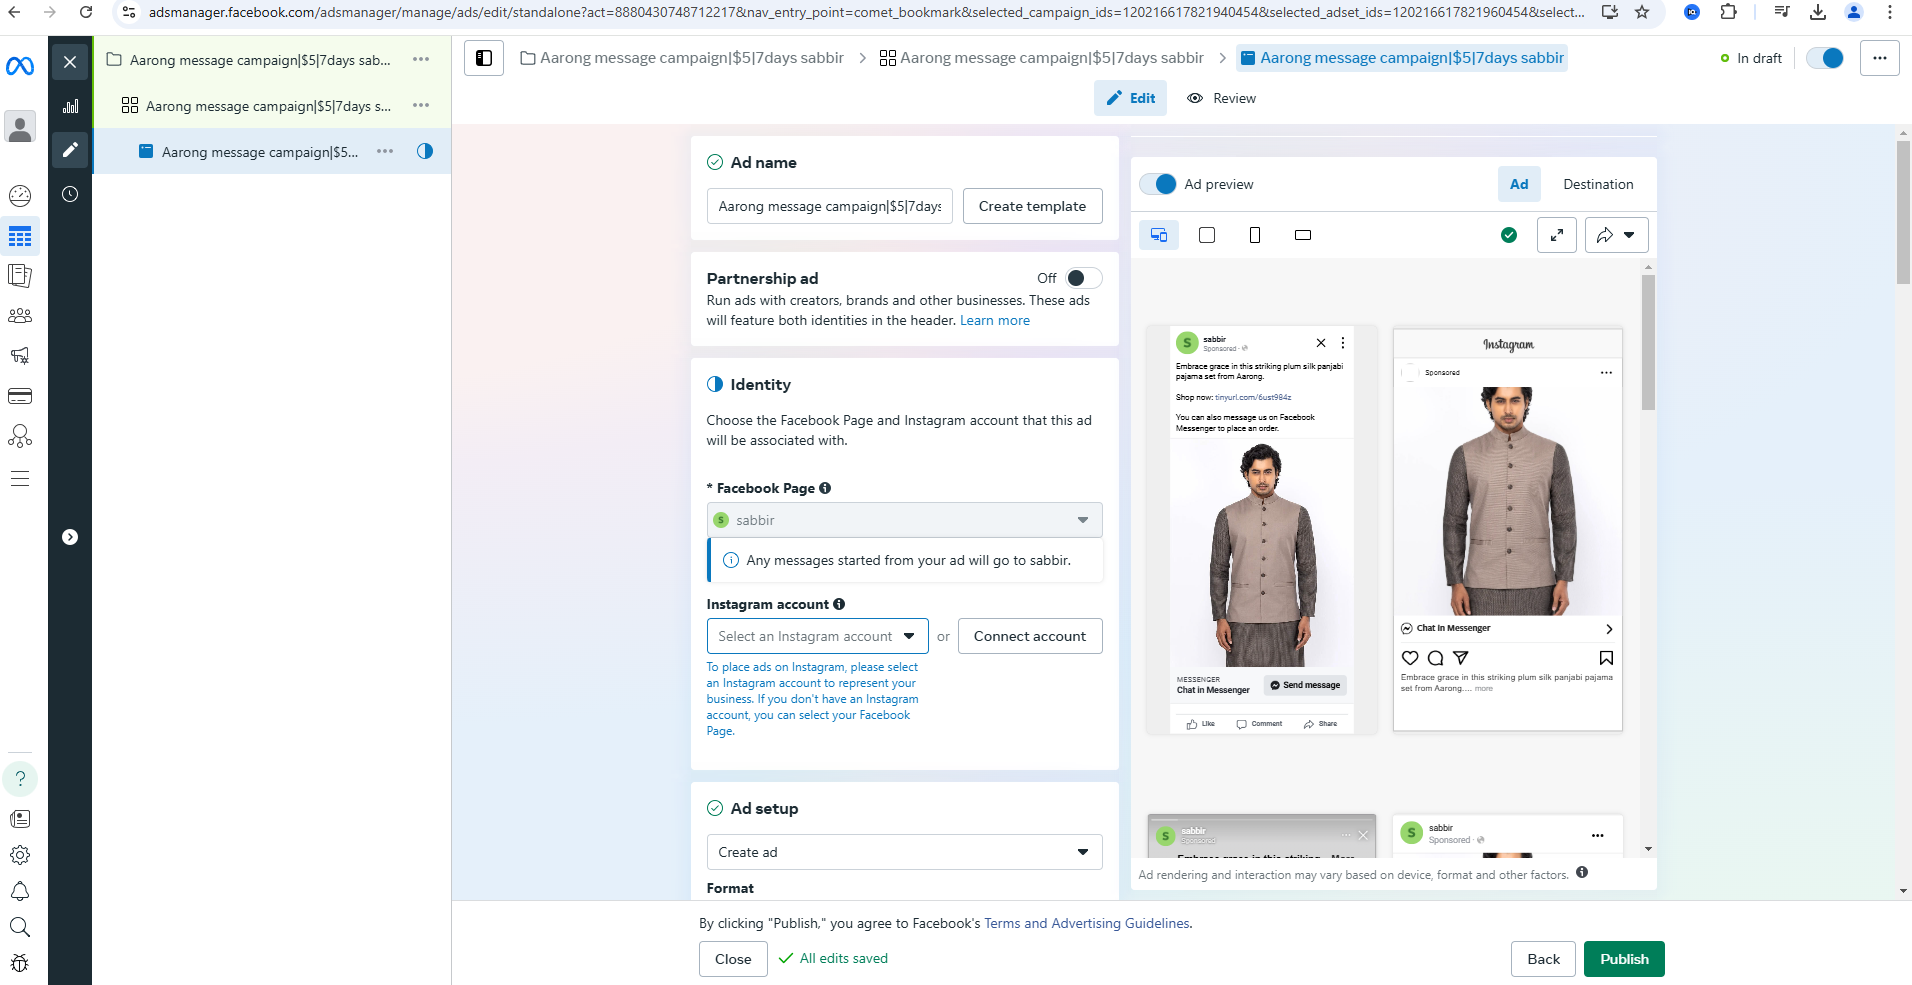 adsmanager.facebook.com/adsmanager/manage/ads/edit/standalone?act=8880430748712217&nav_entry_point=comet_bookmark&selected_campaign_ids=120216617821940454&selected_adset_ids=120216617821960454&select...
Aarong message campaign|$5|7days sab...
Aarong message campaign|$5|7days s...
Aarong message campaign|$5...
Aarong message campaign|$5|7days sabbir
Aarong message campaign|$5|7days sabbir
Aarong message campaign|$5|7days sabbir
In draft
Edit
Review
Ad name
Aarong message campaign|$5|7days
Create template
Partnership ad
Off
Run ads with creators, brands and other businesses. These ads
will feature both identities in the header. Learn more
Identity
Choose the Facebook Page and Instagram account that this ad
will be associated with.
* Facebook Page
S sabbir
Any messages started from your ad will go to sabbir.
Instagram account
Select an Instagram account
or
Connect account
To place ads on Instagram, please select
an Instagram account to represent your
business. If you don't have an Instagram
account, you can select your Facebook
Page.
Ad setup
Create ad
Format
Ad preview
Ad
Destination
S
sabbir
Sponsored
Embrace grace in this striking plum silk panjabi
pajama set from Aarong.
Shop now: tinyurl.com/6ust984z
You can also message us on Facebook
Messenger to place an order.
MESSENGER
Chat in Messenger
Send message
Like
Comment
Share
Instagram
Sponsored
Chat in Messenger
Embrace grace in this striking plum silk panjabi pajama
set from Aarong.... more
S
sabbir
Sponsored
Embrace grace in this striking... More
S
sabbir
Sponsored
Ad rendering and interaction may vary based on device, format and other factors.
By clicking "Publish," you agree to Facebook's Terms and Advertising Guidelines.
Close
All edits saved
Back
Publish